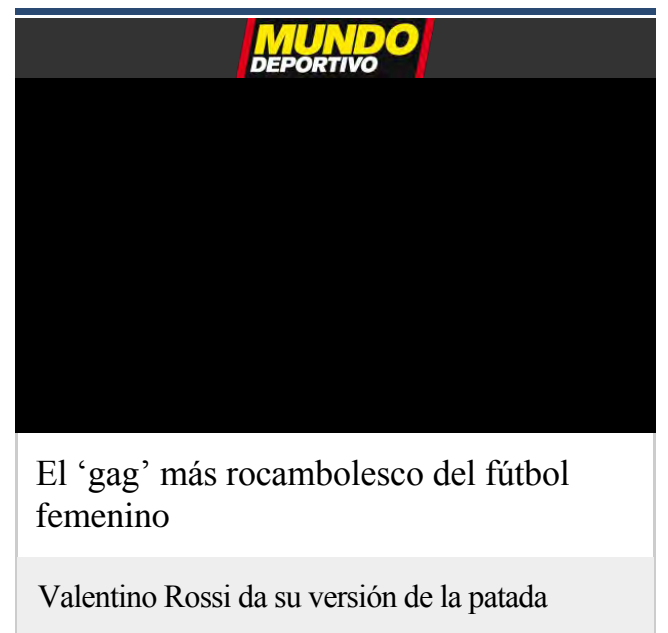 MUNDO
DEPORTIVO
El ‘gag’ más rocambolesco del fútbol
femenino
Valentino Rossi da su versión de la patada